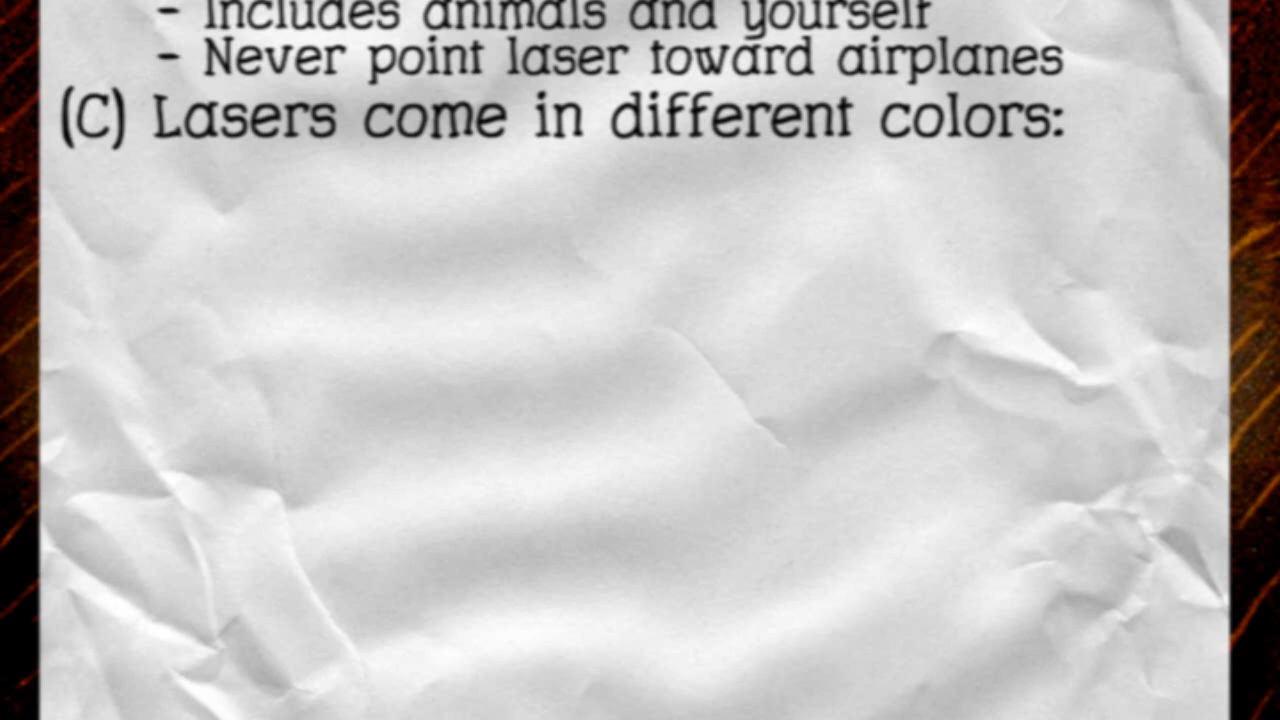 - Includes animals and yourself
- Never point laser toward airplanes
(C) Lasers come in different colors: